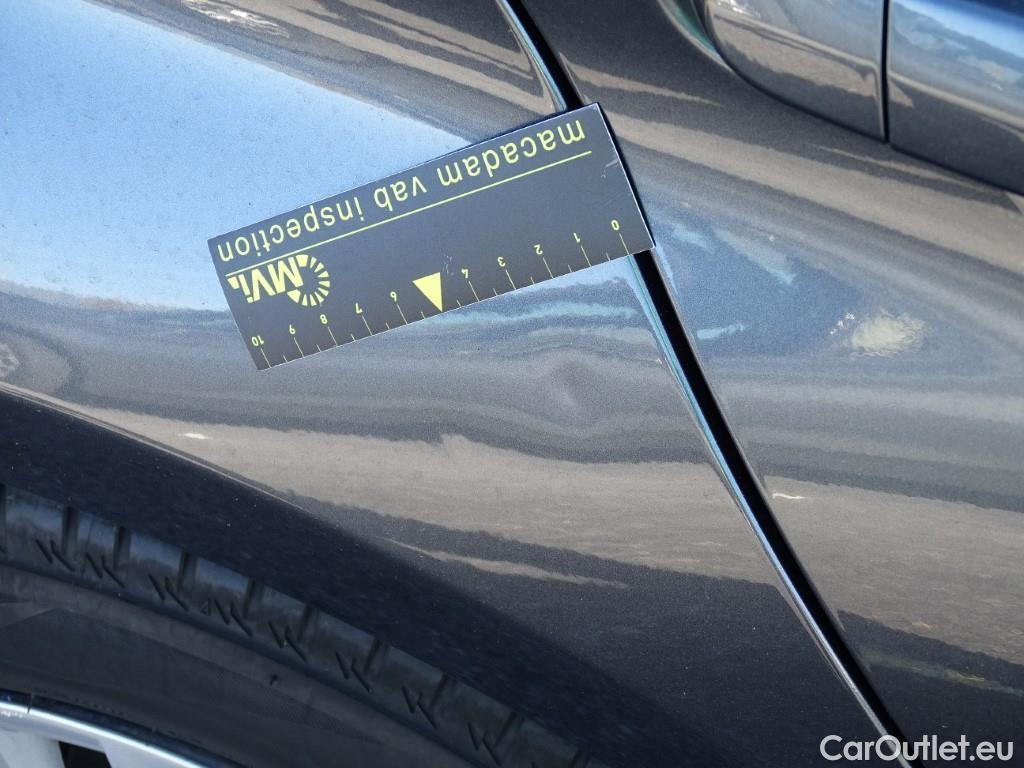 macadam vab inspection
MVi
0 1 2 3 4 6 7 8 9 10
CarOutlet.eu